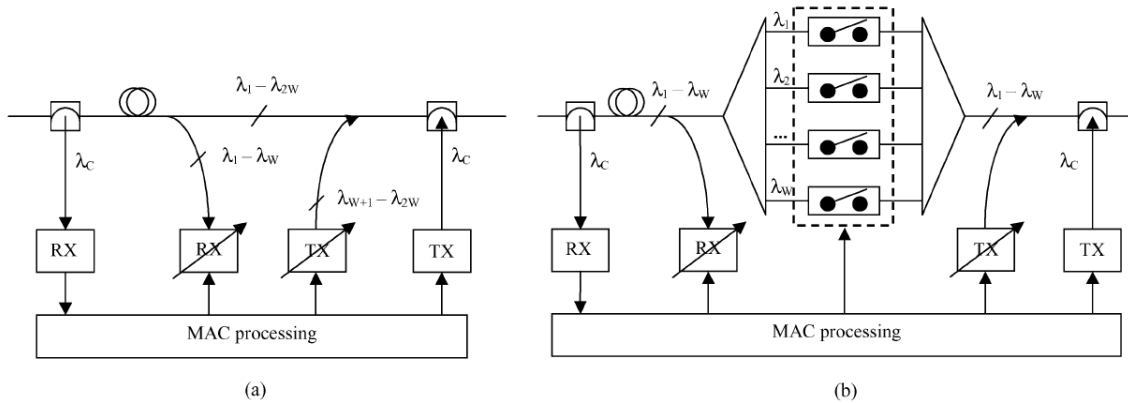 λ1 – λ2W
λC
λ1 – λW
λW+1 – λ2W
λC
RX
RX
TX
TX
MAC processing
(a)
λ1
λ2
...
λW
λ1 – λW
λ1 – λW
λC
λC
RX
RX
TX
TX
MAC processing
(b)